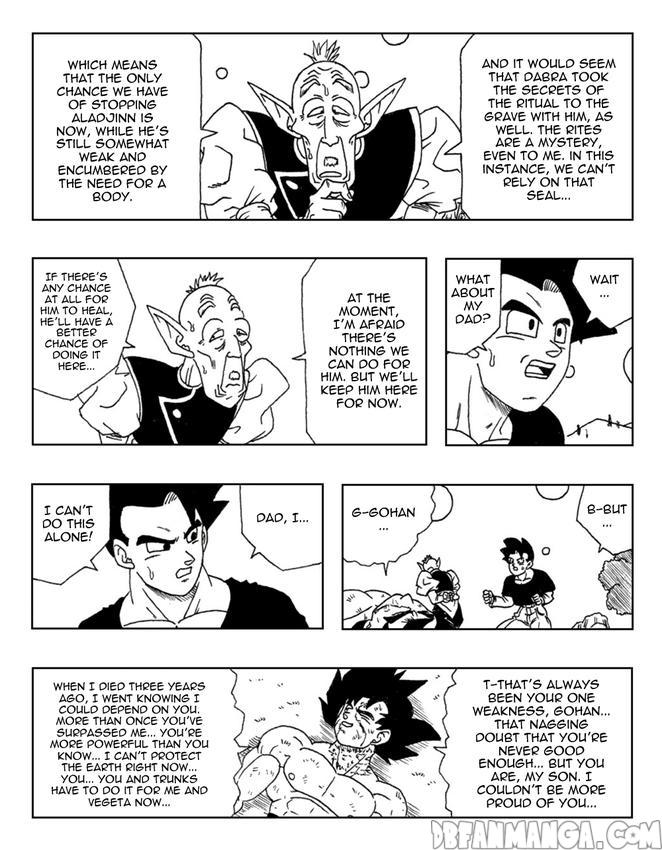 AND IT WOULD SEEM
THAT DABRA TOOK
THE SECRETS OF
THE RITUAL TO THE
GRAVE WITH HIM, AS
WELL. THE RITES
ARE A MYSTERY,
EVEN TO ME. IN THIS
INSTANCE, WE CAN'T
RELY ON THAT
SEAL...
WHICH MEANS
THAT THE ONLY
CHANCE WE HAVE
OF STOPPING
ALADJINN IS
NOW, WHILE HE'S
STILL SOMEWHAT
WEAK AND
ENCUMBERED BY
THE NEED FOR A
BODY.
WAIT
...
WHAT
ABOUT
MY
DAD?
AT THE
MOMENT,
I'M AFRAID
THERE'S
NOTHING WE
CAN DO FOR
HIM. BUT WE'LL
KEEP HIM HERE
FOR NOW.
IF THERE'S
ANY CHANCE
AT ALL FOR
HIM TO HEAL,
HE'LL HAVE A
BETTER
CHANCE OF
DOING IT
HERE...
B-BUT
...
G-GOHAN
...
DAD, I...
I CAN'T
DO THIS
ALONE!
T-THAT'S ALWAYS
BEEN YOUR ONE
WEAKNESS, GOHAN...
THAT NAGGING
DOUBT THAT YOU'RE
NEVER GOOD
ENOUGH... BUT YOU
ARE, MY SON. I
COULDN'T BE MORE
PROUD OF YOU...
WHEN I DIED THREE YEARS
AGO, I WENT KNOWING I
COULD DEPEND ON YOU.
MORE THAN ONCE YOU'VE
SURPASSED ME... YOU'RE
MORE POWERFUL THAN YOU
KNOW... I CAN'T PROTECT
THE EARTH RIGHT NOW...
YOU... YOU AND TRUNKS
HAVE TO DO IT FOR ME AND
VEGETA NOW...
DBFANMANGA.COM